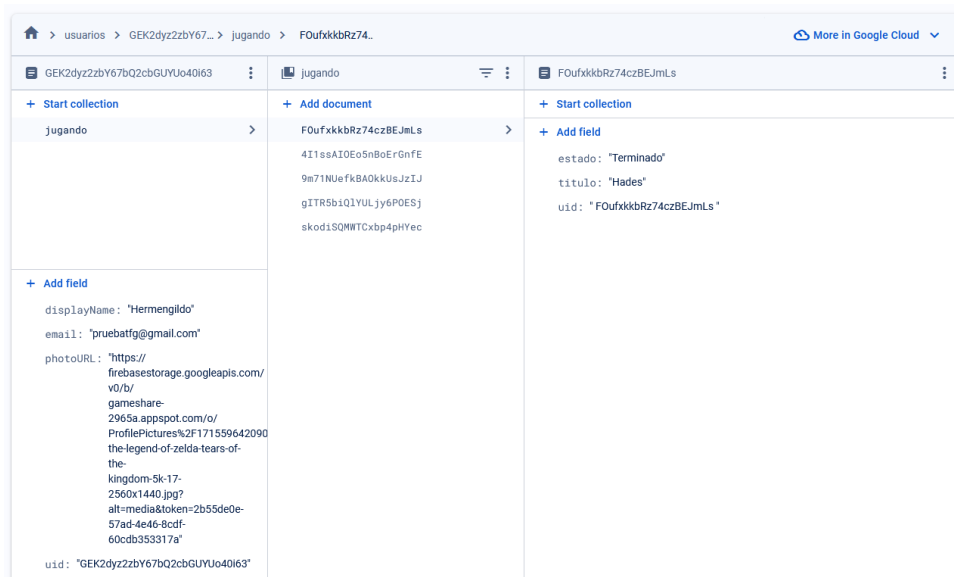 usuarios > GEK2dyz2zbY67... > jugando > FOufxkkbRz74..
More in Google Cloud
GEK2dyz2zbY67bQ2cbGUYUo40i63
+ Start collection
jugando
+ Add field
displayName: "Hermengildo"
email: "pruebatfg@gmail.com"
photoURL: "https://
firebasestorage.googleapis.com/
v0/b/
gameshare-
2965a.appspot.com/o/
ProfilePictures%2F171559642090
the-legend-of-zelda-tears-of-
the-
kingdom-5k-17-
2560x1440.jpg?
alt=media&token=2b55de0e-
57ad-4e46-8cdf-
60cdb353317a"
uid: "GEK2dyz2zbY67bQ2cbGUYUo40i63"
jugando
+ Add document
FOufxkkbRz74czBEJmLs
4I1ssAIOEo5nBoErGnfE
9m71NUefkBAOkkUsJzIJ
gITR5biQlYULjy6POESj
skodiSQMWTCxbp4pHYec
FOufxkkbRz74czBEJmLs
+ Start collection
+ Add field
estado: "Terminado"
titulo: "Hades"
uid: " FOufxkkbRz74czBEJmLs "